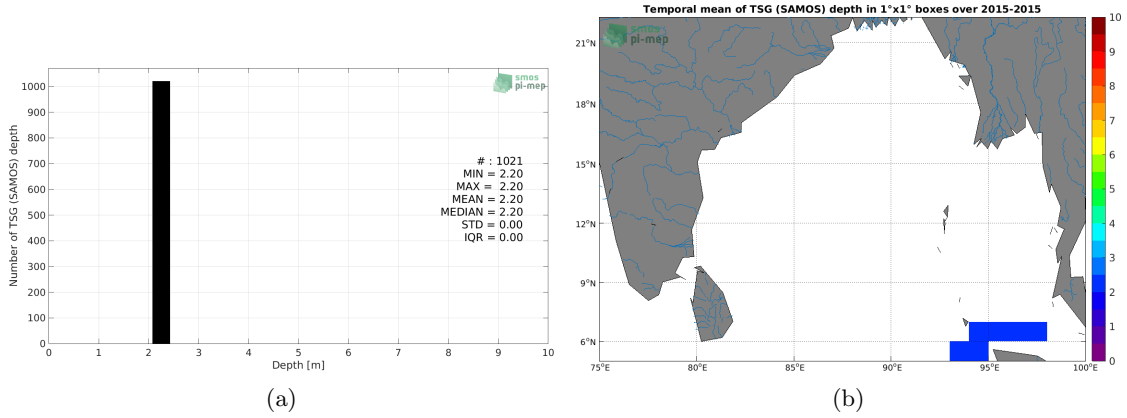 smos
pi-mep
1000
900
800
700
600
500
400
300
200
100
0
Number of TSG (SAMOS) depth
# : 1021
MIN = 2.20
MAX = 2.20
MEAN = 2.20
MEDIAN = 2.20
STD = 0.00
IQR = 0.00
0 1 2 3 4 5 6 7 8 9 10
Depth [m]
(a)
Temporal mean of TSG (SAMOS) depth in 1°x1° boxes over 2015-2015
smos
pi-mep
21°N
18°N
15°N
12°N
9°N
6°N
75°E 80°E 85°E 90°E 95°E 100°E
10
9
8
7
6
5
4
3
2
1
0
(b)